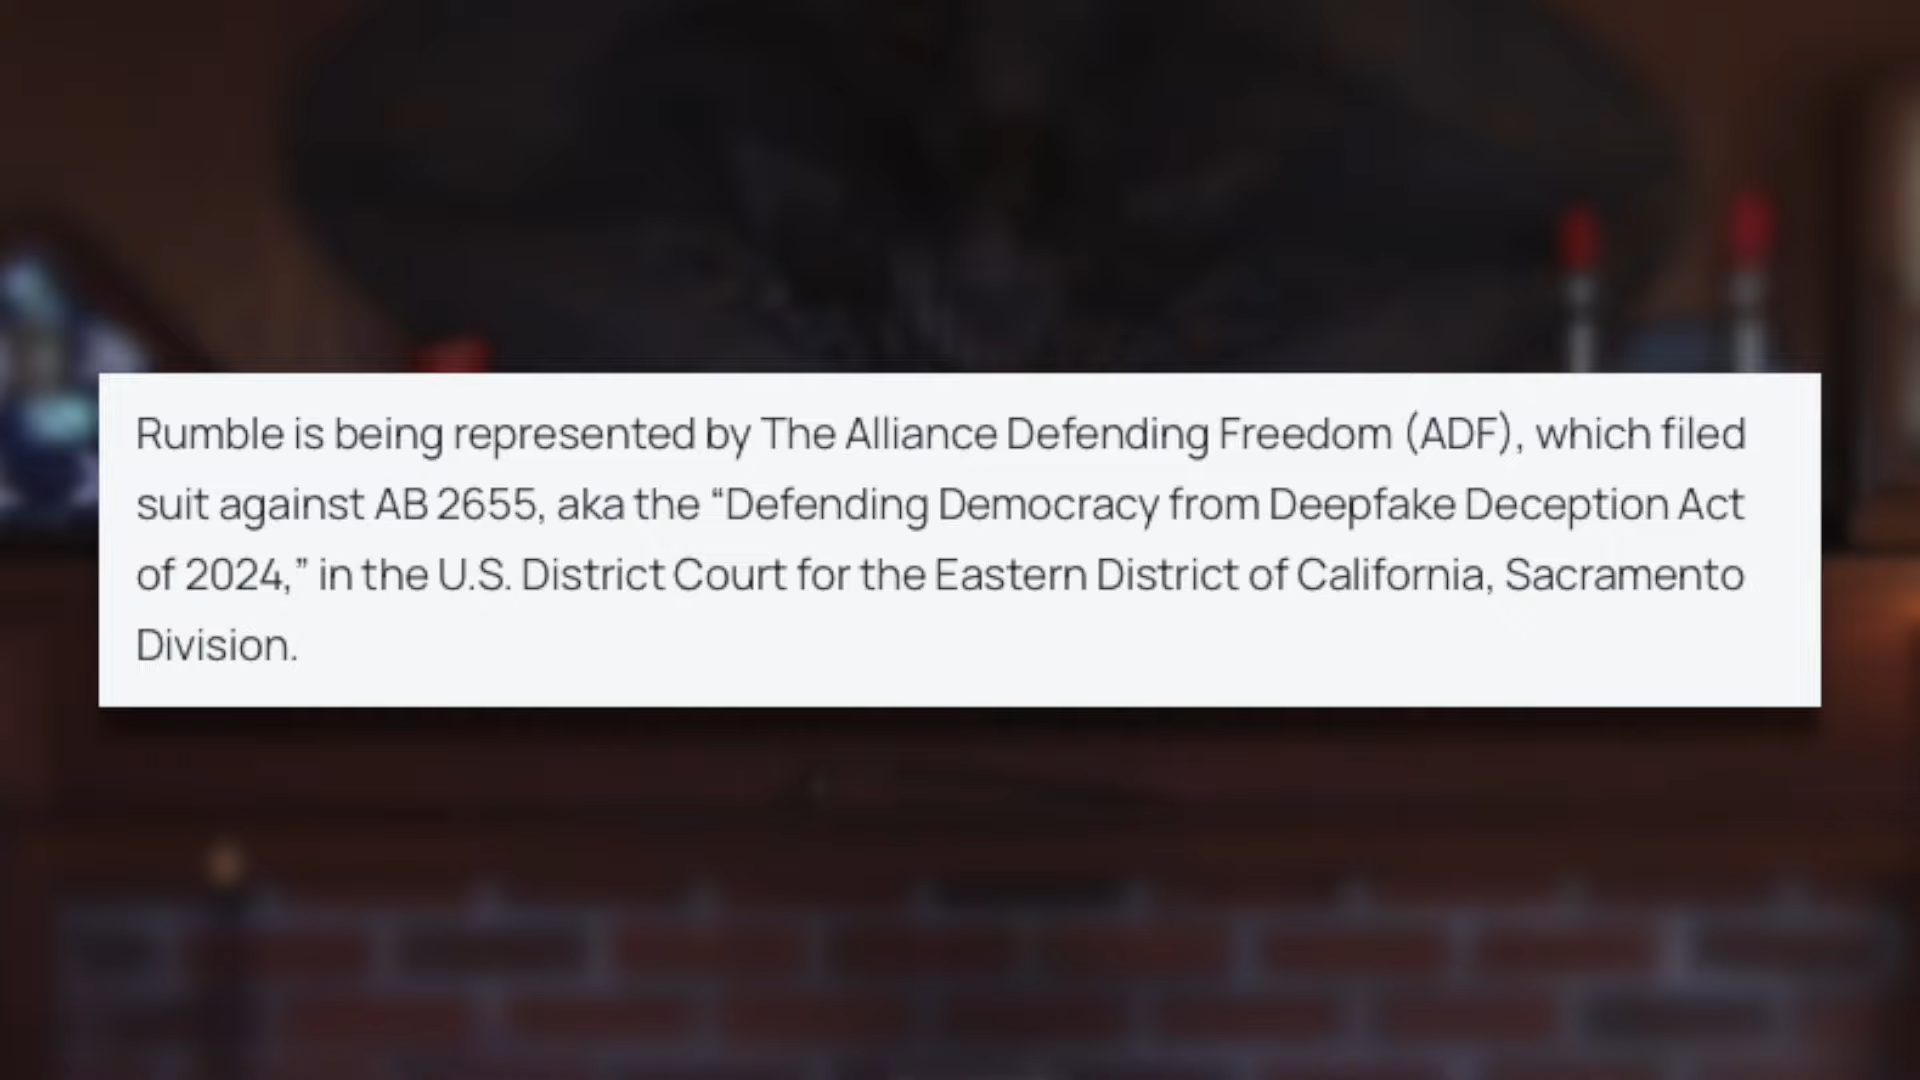 Rumble is being represented by The Alliance Defending Freedom (ADF), which filed
suit against AB 2655, aka the “Defending Democracy from Deepfake Deception Act
of 2024,” in the U.S. District Court for the Eastern District of California, Sacramento
Division.